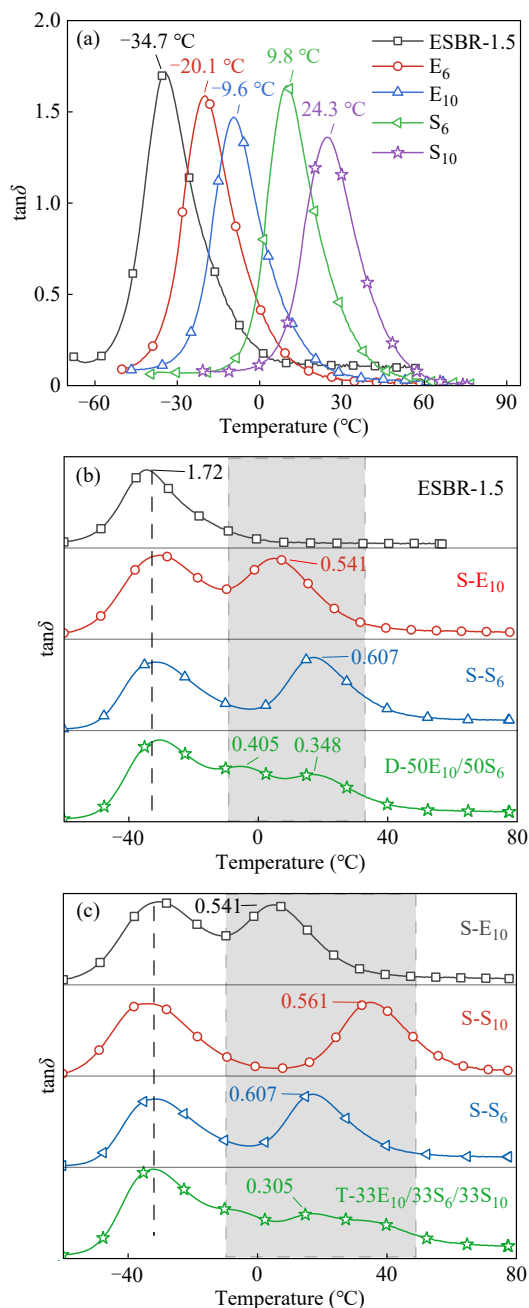 (a)
−34.7 ℃
−20.1 ℃
−9.6 ℃
9.8 ℃
24.3 ℃
ESBR-1.5
E6
E10
S6
S10
2.0
1.5
1.0
0.5
0
tanδ
−60 −30 0 30 60 90
Temperature (℃)
(b)
1.72
ESBR-1.5
0.541
S-E10
0.607
S-S6
0.405
0.348
D-50E10/50S6
tanδ
−40 0 40 80
Temperature (℃)
(c)
0.541
S-E10
0.561
S-S10
0.607
S-S6
0.305
T-33E10/33S6/33S10
tanδ
−40 0 40 80
Temperature (℃)